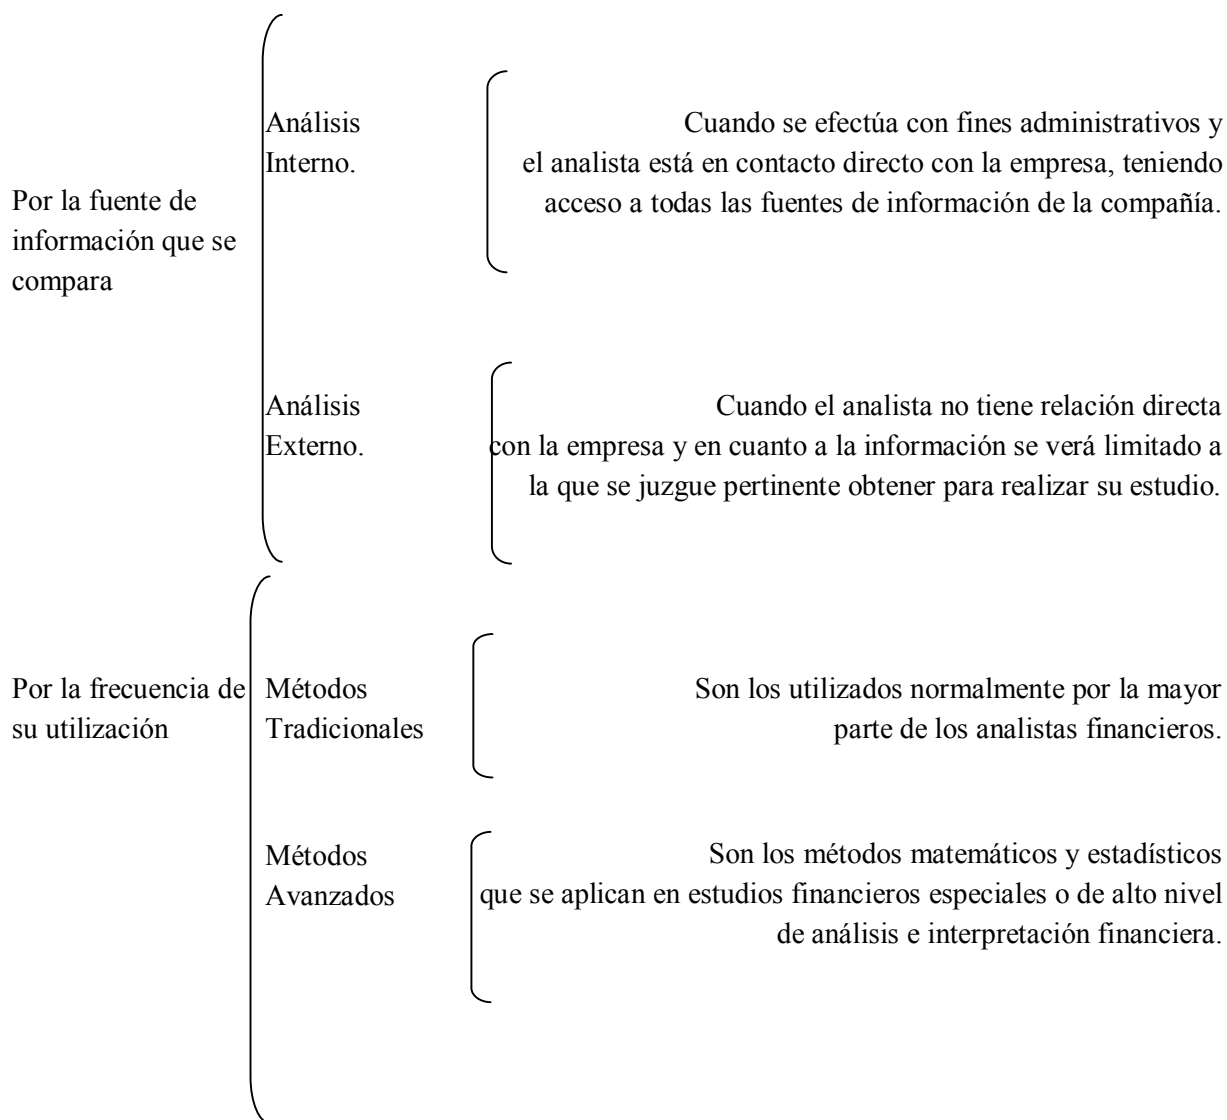 Por la fuente de
información que se
compara
Análisis
Interno.
Cuando se efectúa con fines administrativos y
el analista está en contacto directo con la empresa, teniendo
acceso a todas las fuentes de información de la compañía.
Análisis
Externo.
Cuando el analista no tiene relación directa
con la empresa y en cuanto a la información se verá limitado a
la que se juzgue pertinente obtener para realizar su estudio.
Por la frecuencia de
su utilización
Métodos
Tradicionales
Son los utilizados normalmente por la mayor
parte de los analistas financieros.
Métodos
Avanzados
Son los métodos matemáticos y estadísticos
que se aplican en estudios financieros especiales o de alto nivel
de análisis e interpretación financiera.